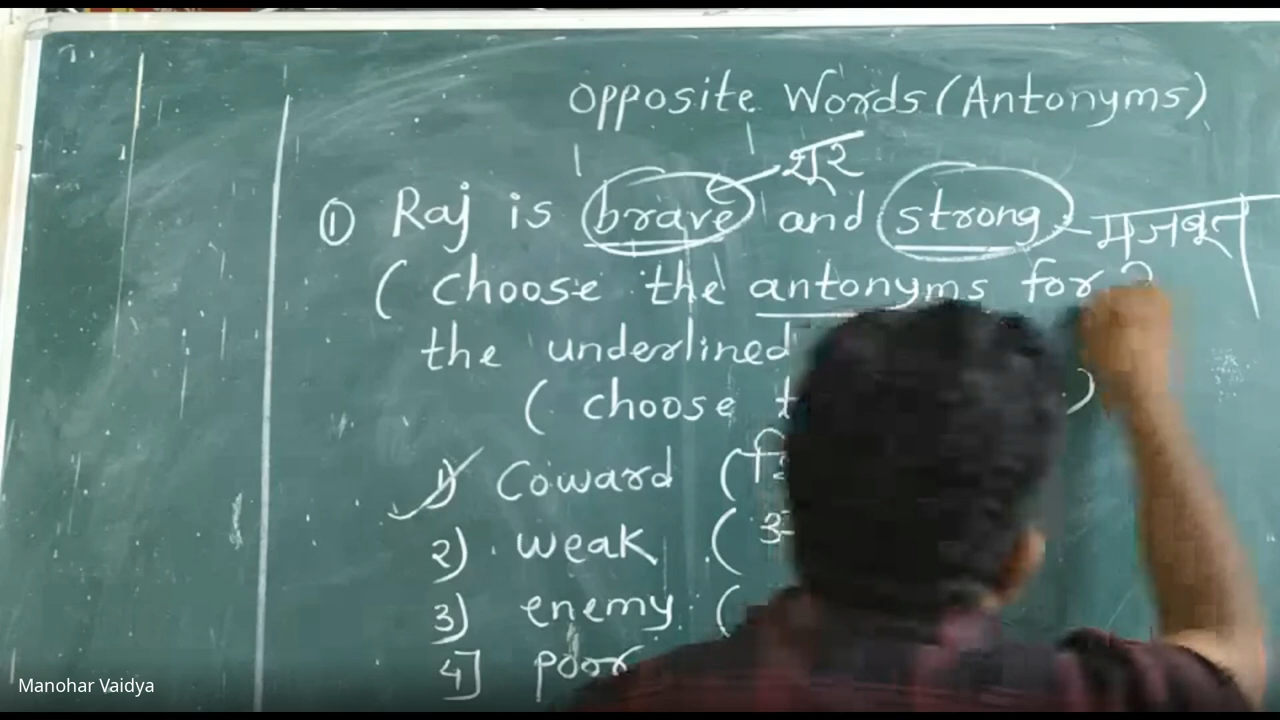 Opposite Words (Antonyms)
शूर
① Raj is brave and strong मजबूत
( choose the antonyms for
the underlined
( choose )
1) Coward (
2) weak (
3) enemy (
4] poor
Manohar Vaidya